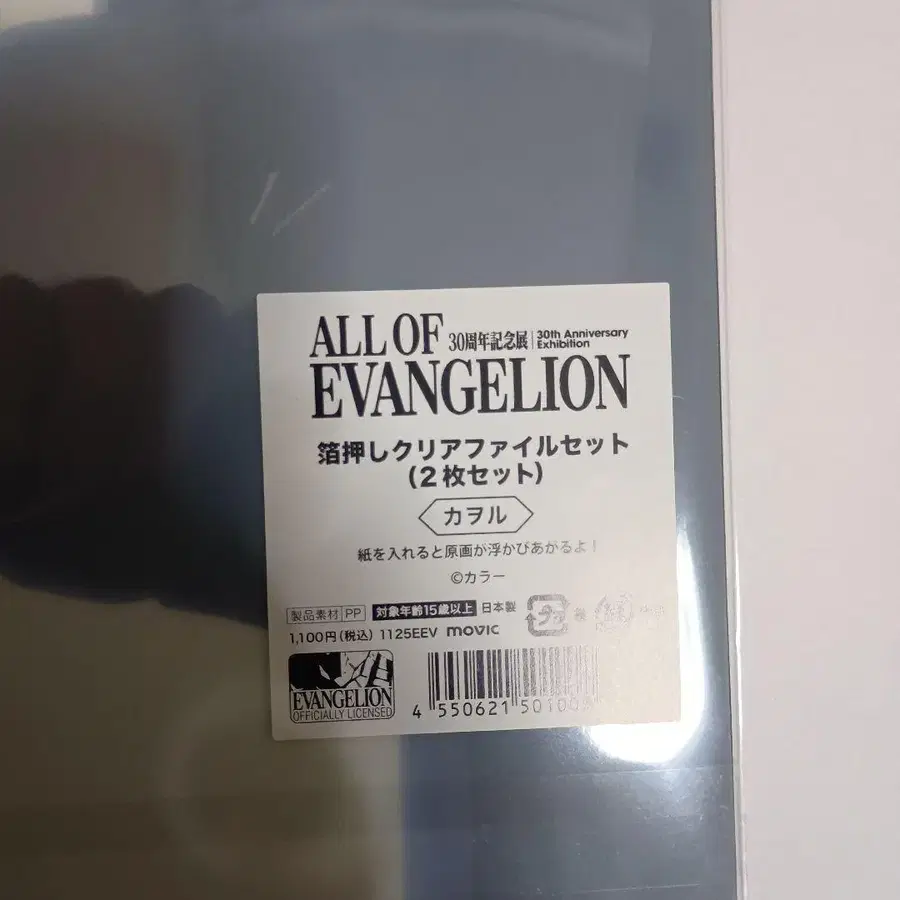 ALL OF 30周年記念展 30th Anniversary Exhibition
EVANGELION
箔押しクリアファイルセット
(2枚セット)
カヲル
紙を入れると原画が浮かびあがるよ!
©カラー
製品素材 PP 対象年齢15歳以上 日本製 プラ
1,100円(税込) 1125EEV movic
EVANGELION
OFFICIALLY LICENSED
4 550621 50100